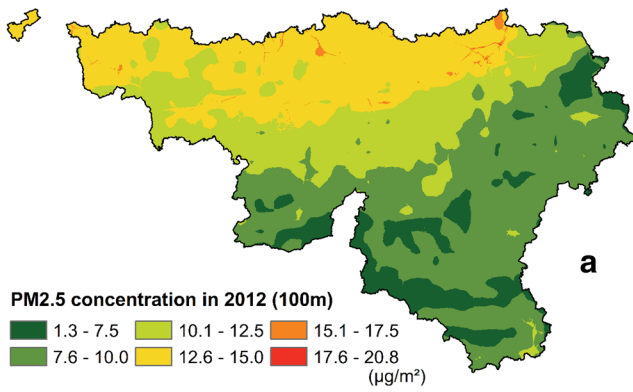 a
PM2.5 concentration in 2012 (100m)
1.3 - 7.5 10.1 - 12.5 15.1 - 17.5
7.6 - 10.0 12.6 - 15.0 17.6 - 20.8
(μg/m²)